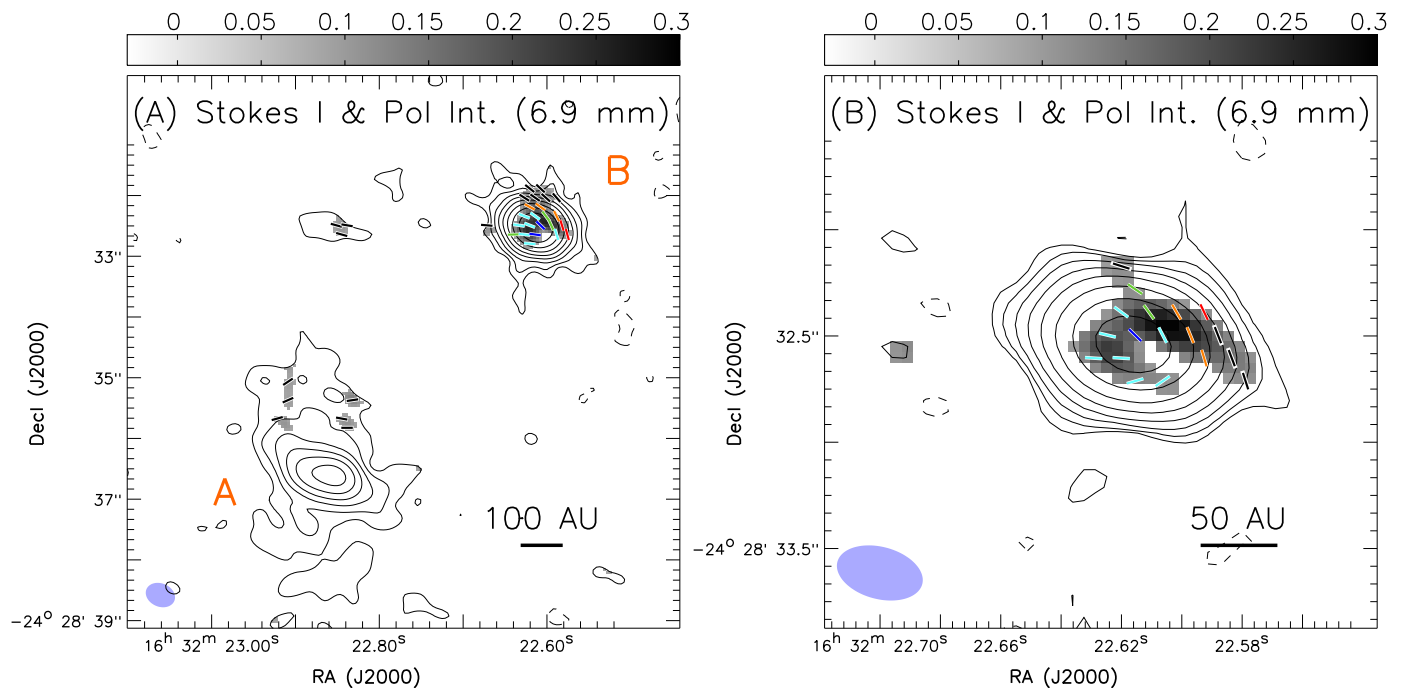 0 0.05 0.1 0.15 0.2 0.25 0.3
(A) Stokes I & Pol Int. (6.9 mm)
B
33''
35''
A
37''
100 AU
−24° 28' 39''
16ʰ 32ᵐ 23.00ˢ 22.80ˢ 22.60ˢ
RA (J2000)
Decl (J2000)
0 0.05 0.1 0.15 0.2 0.25 0.3
(B) Stokes I & Pol Int. (6.9 mm)
32.5''
50 AU
−24° 28' 33.5''
16ʰ 32ᵐ 22.70ˢ 22.66ˢ 22.62ˢ 22.58ˢ
RA (J2000)
Decl (J2000)